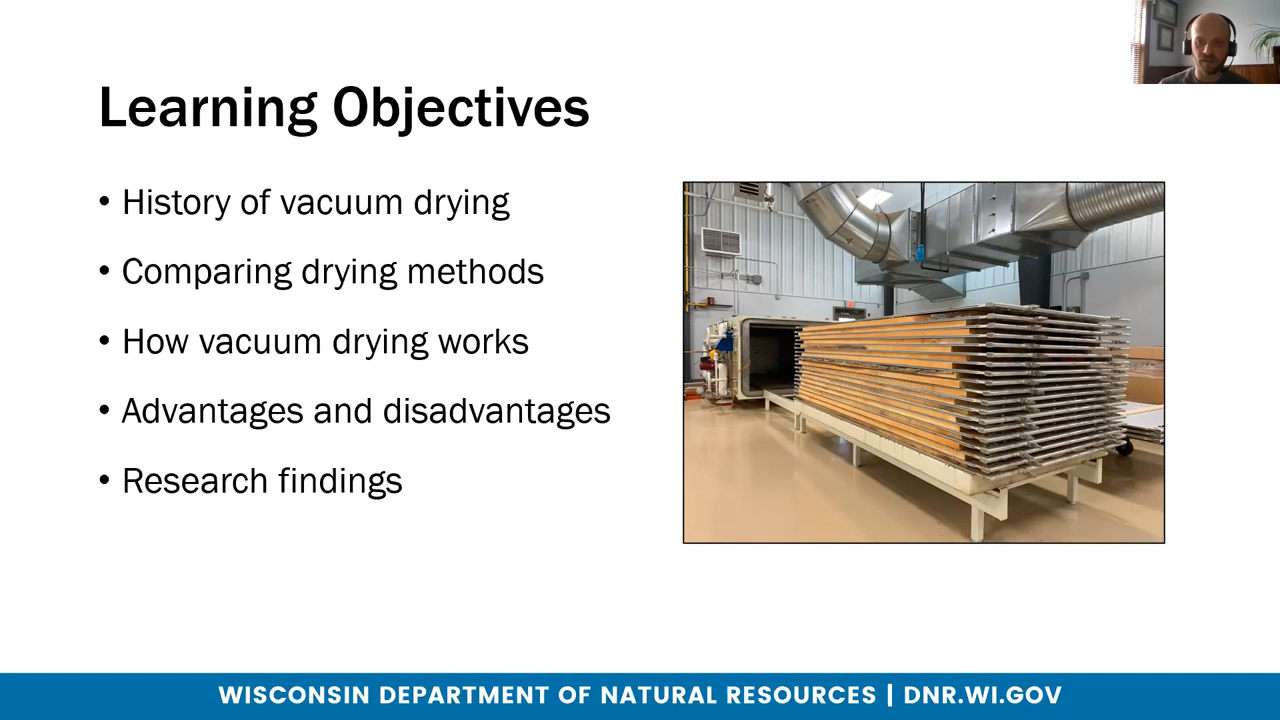 Learning Objectives
• History of vacuum drying
• Comparing drying methods
• How vacuum drying works
• Advantages and disadvantages
• Research findings
WISCONSIN DEPARTMENT OF NATURAL RESOURCES | DNR.WI.GOV